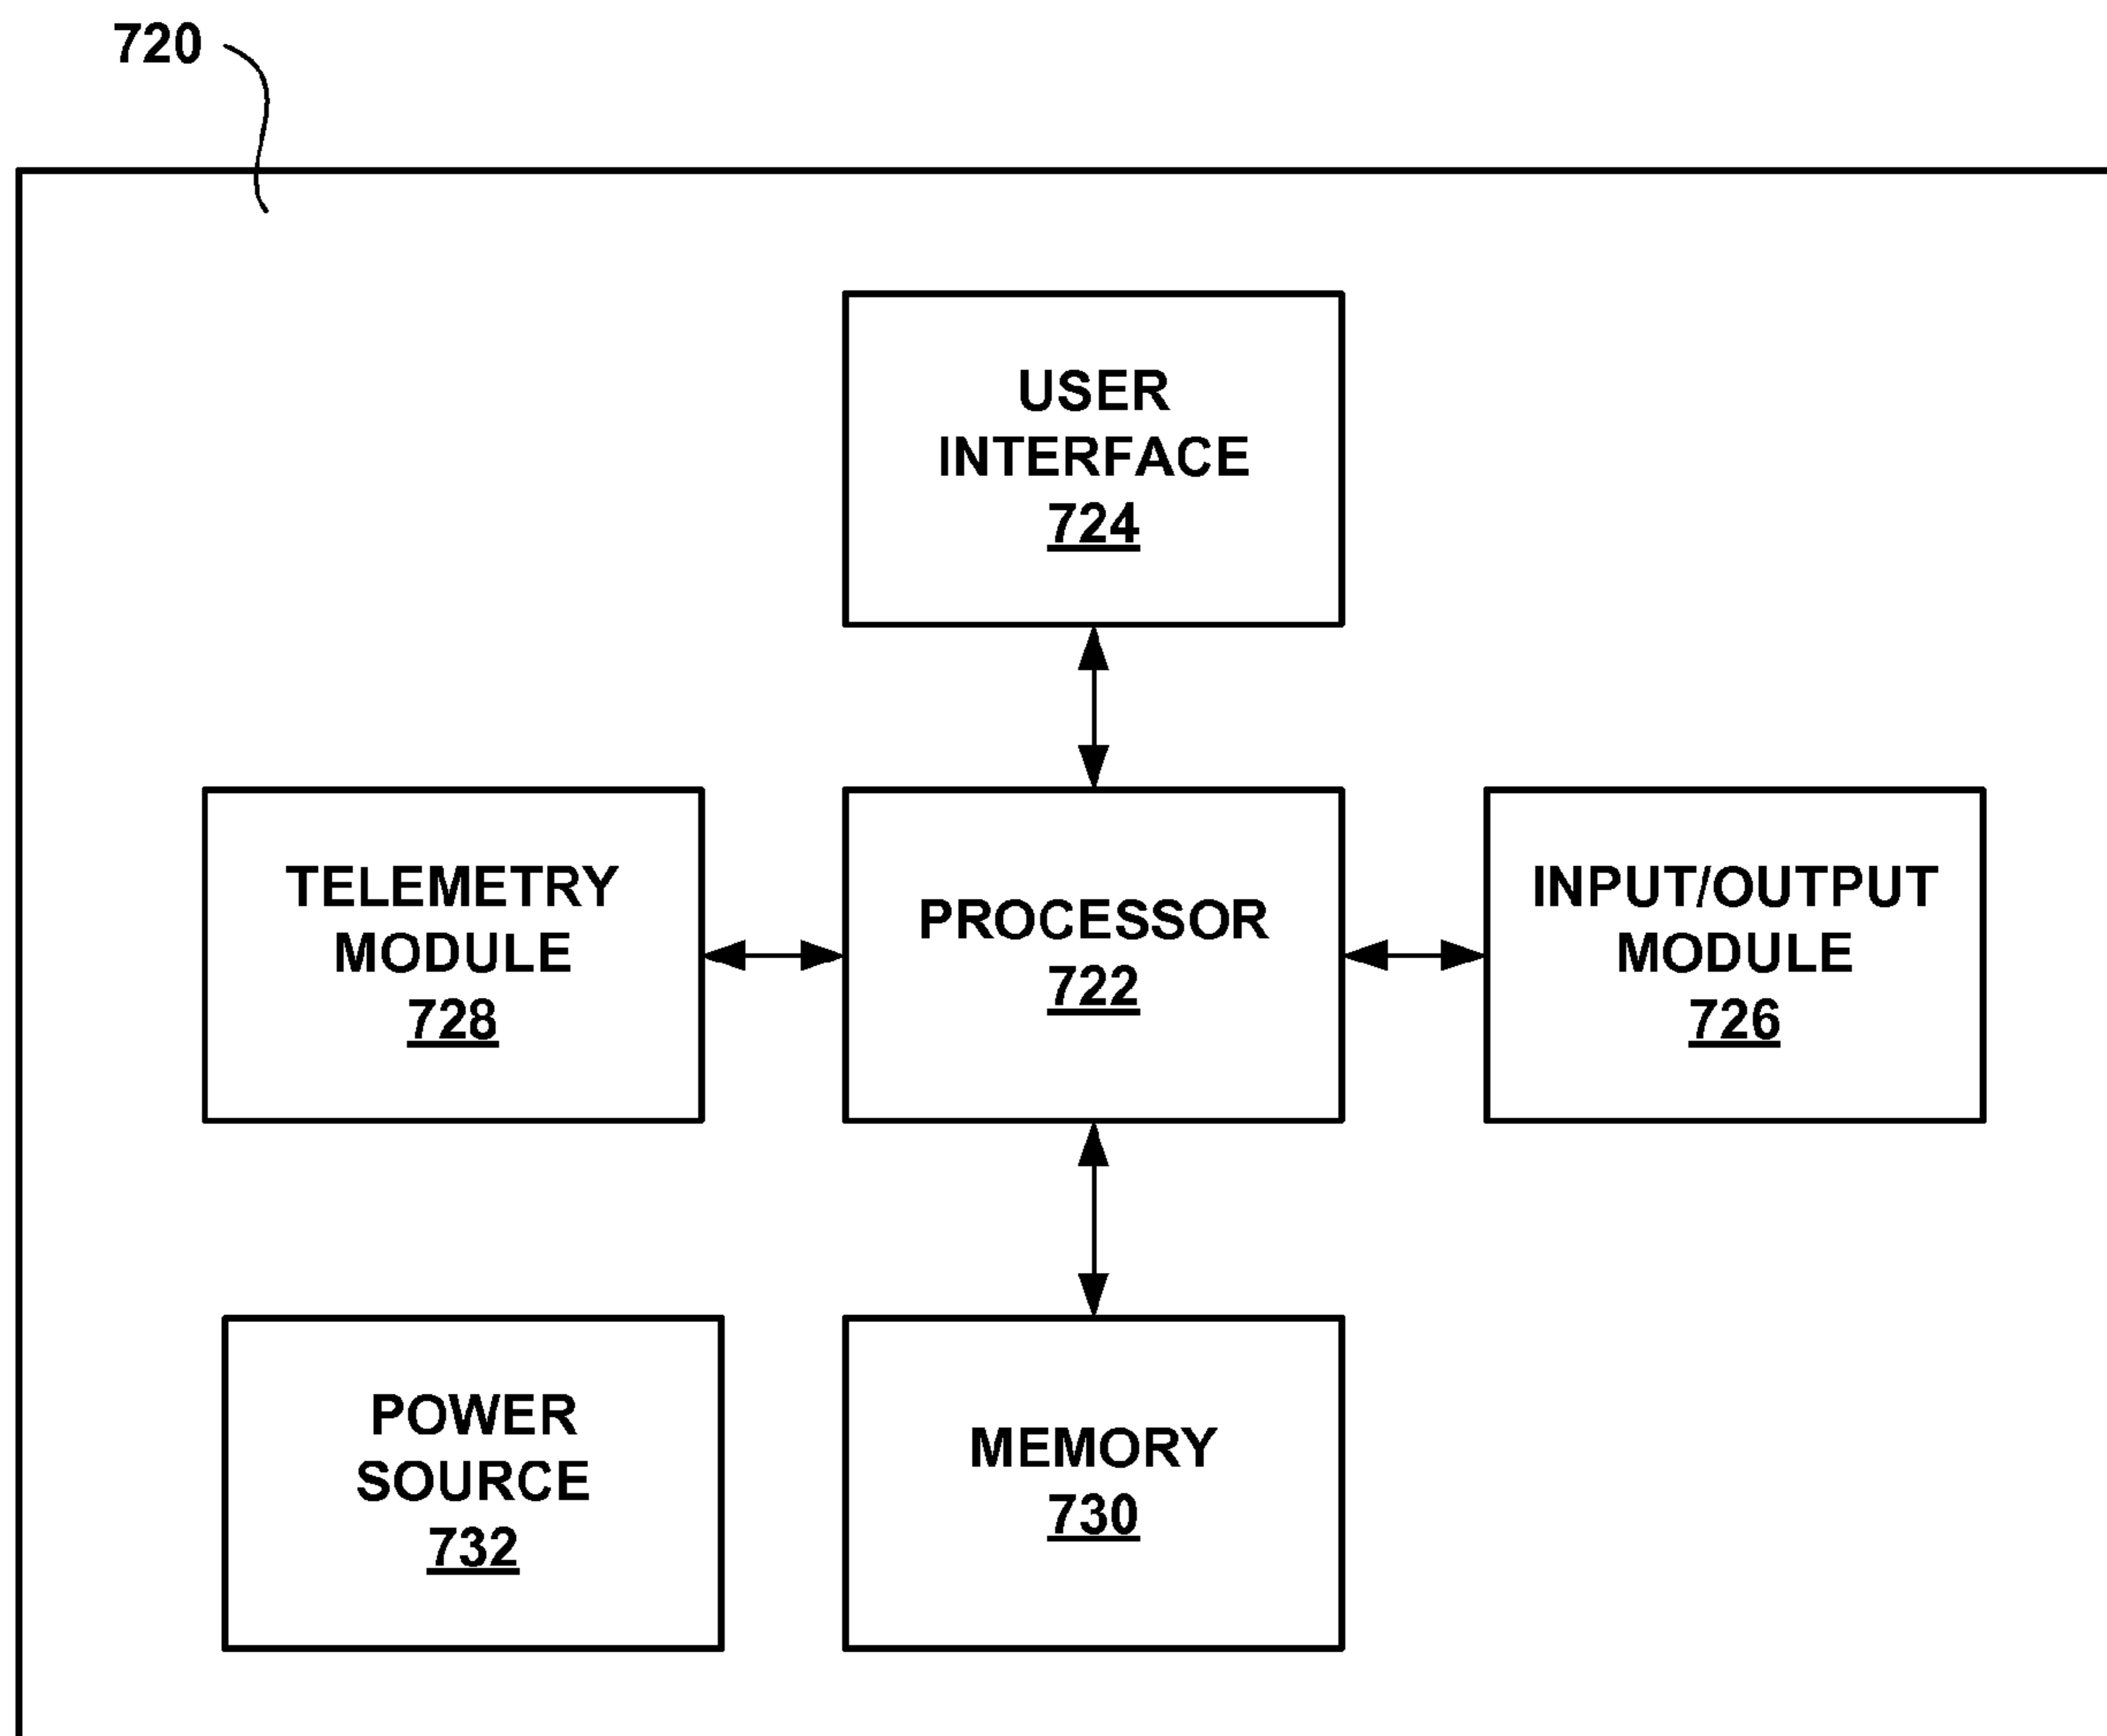 720
USER
INTERFACE
724
TELEMETRY
MODULE
728
PROCESSOR
722
INPUT/OUTPUT
MODULE
726
POWER
SOURCE
732
MEMORY
730